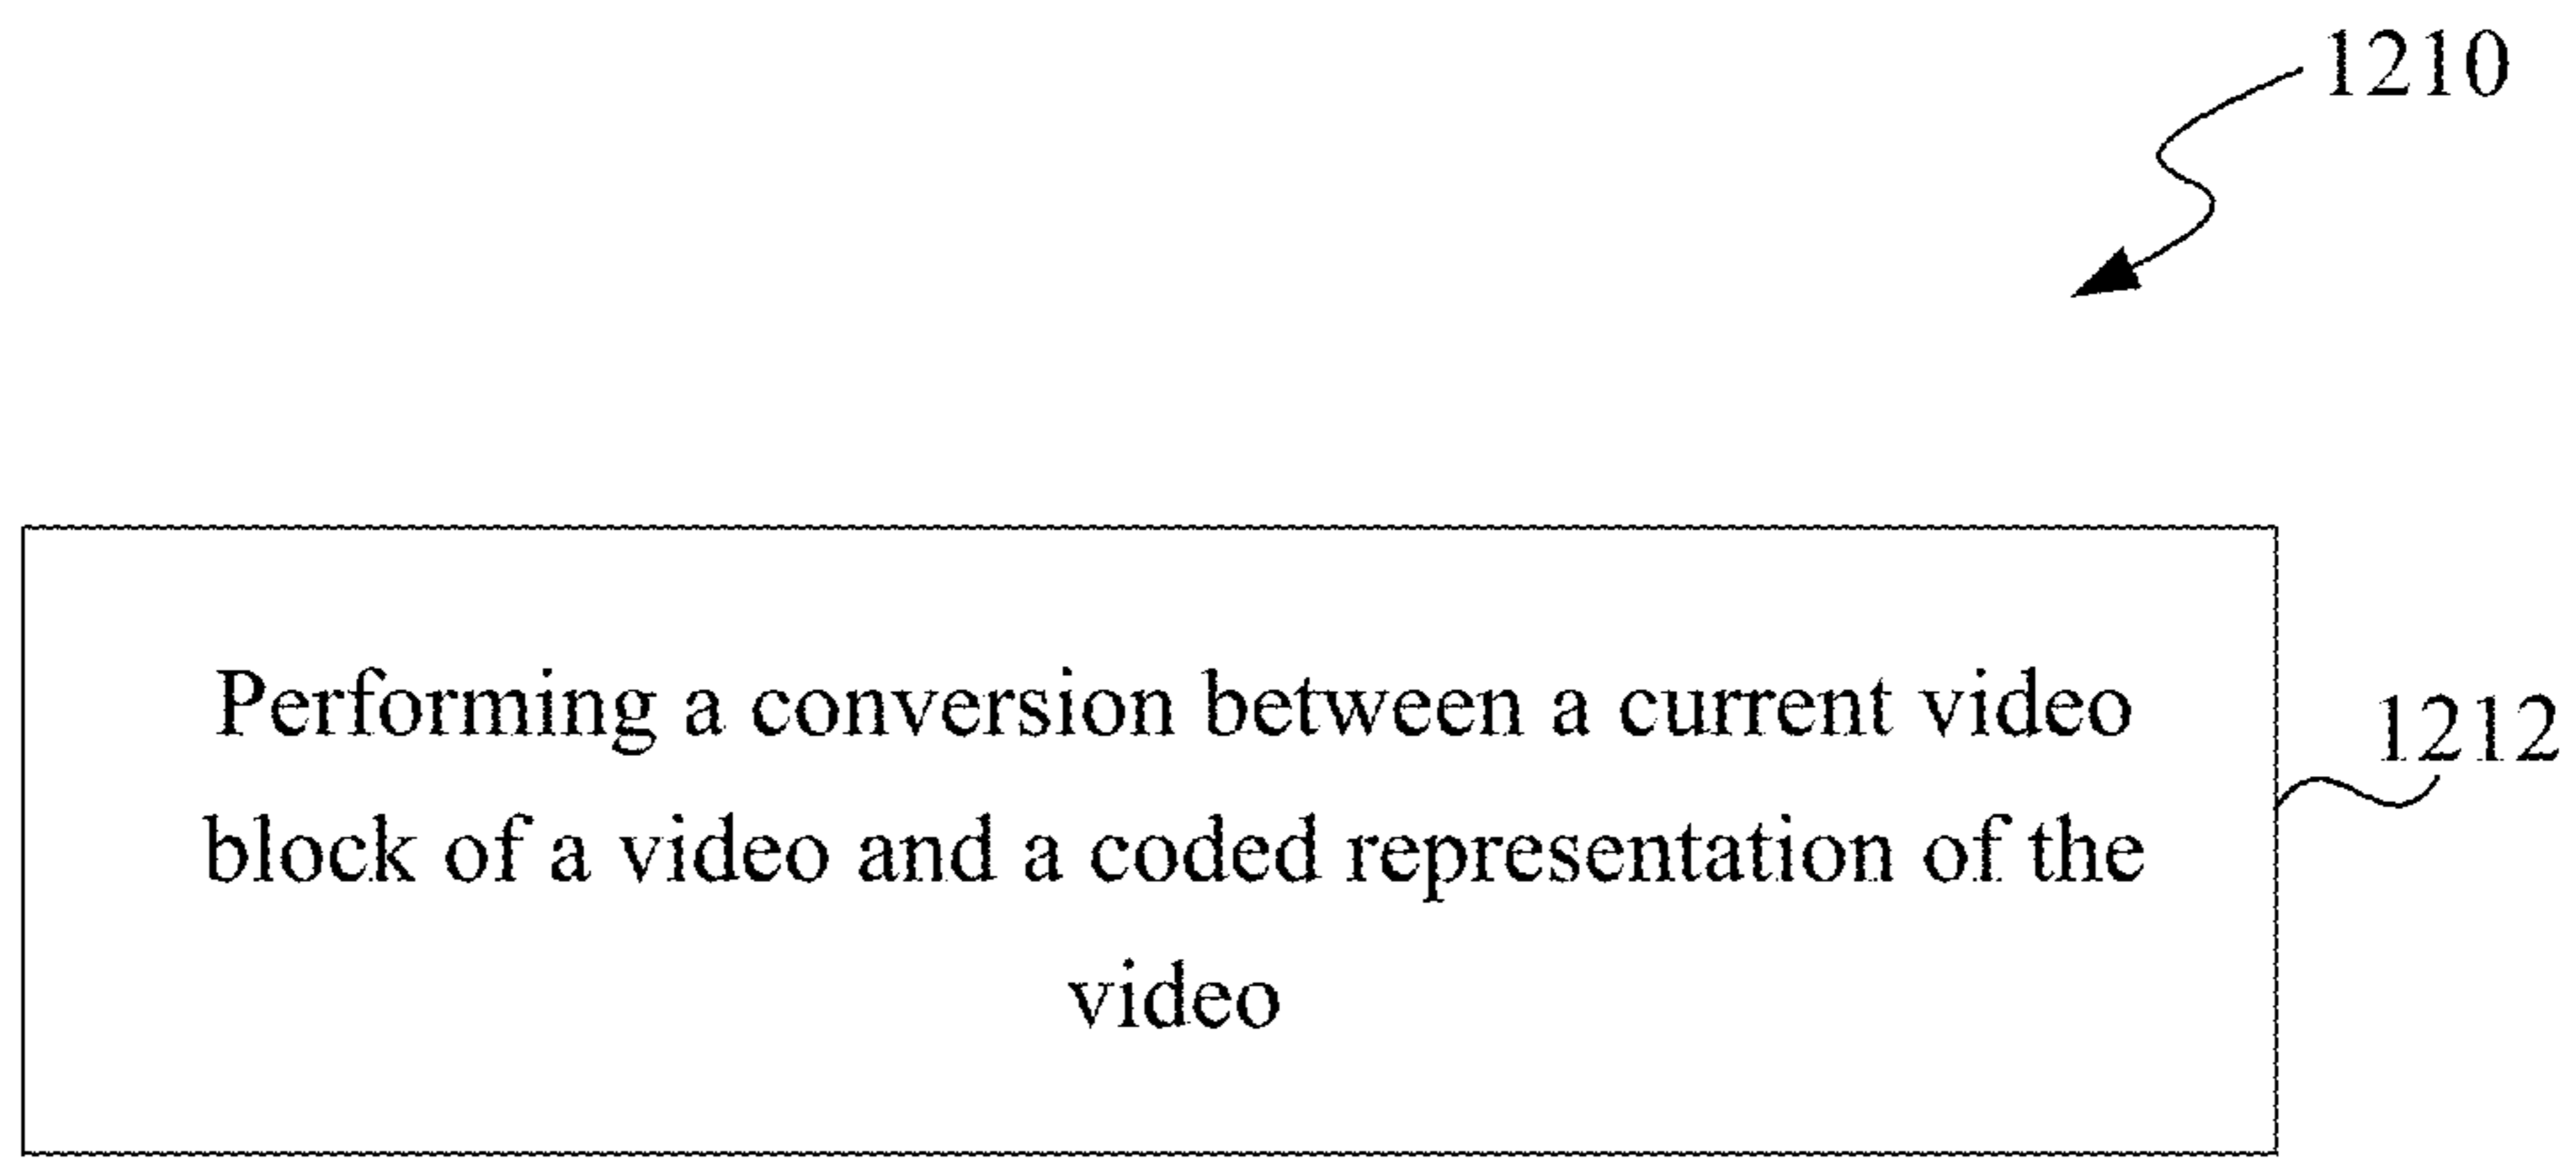 1210
Performing a conversion between a current video
block of a video and a coded representation of the
video
1212